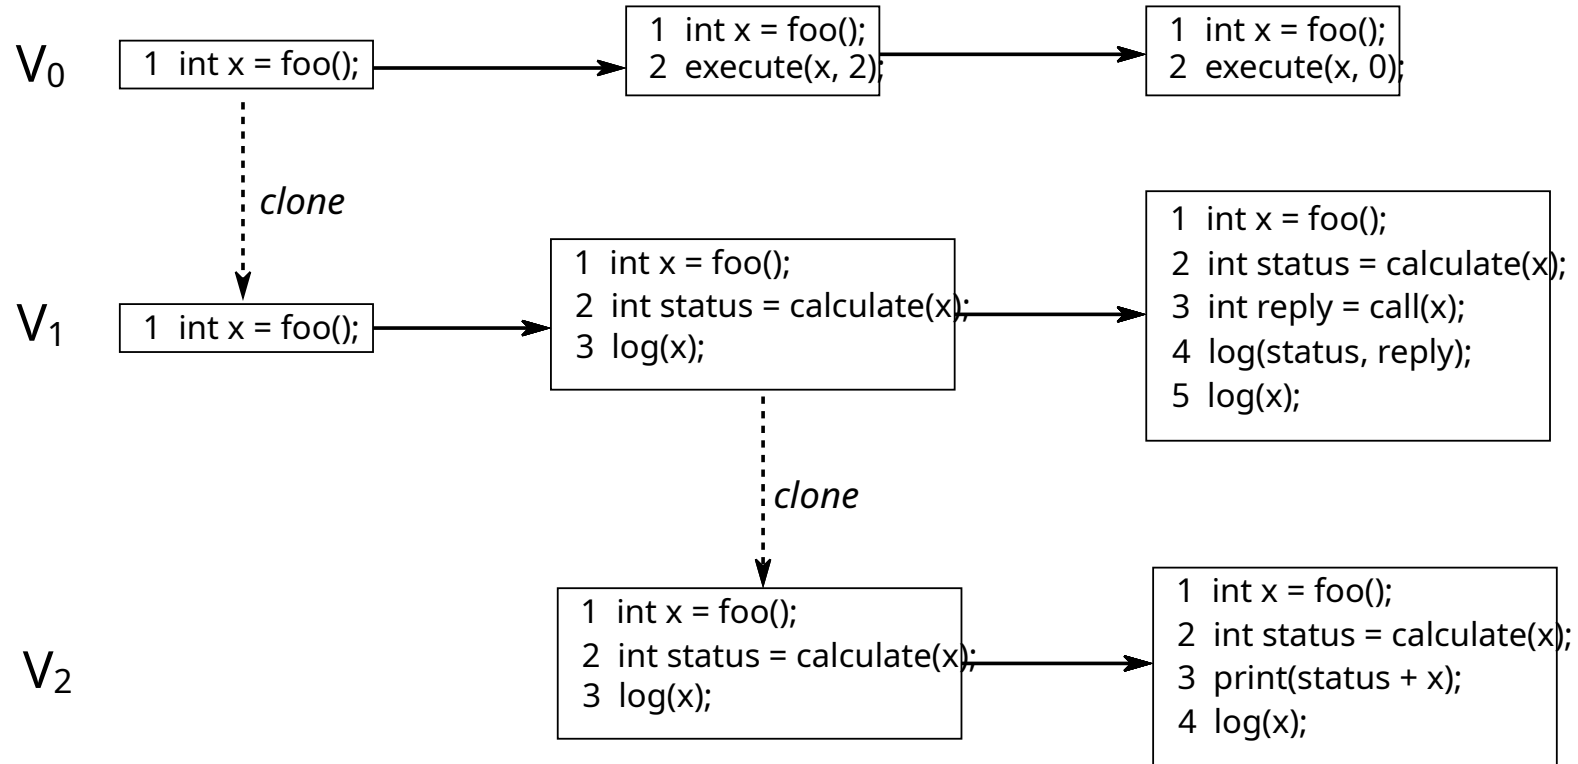 V0
1 int x = foo();
1 int x = foo();
2 execute(x, 2);
1 int x = foo();
2 execute(x, 0);
clone
V1
1 int x = foo();
1 int x = foo();
2 int status = calculate(x);
3 log(x);
1 int x = foo();
2 int status = calculate(x);
3 int reply = call(x);
4 log(status, reply);
5 log(x);
clone
V2
1 int x = foo();
2 int status = calculate(x);
3 log(x);
1 int x = foo();
2 int status = calculate(x);
3 print(status + x);
4 log(x);